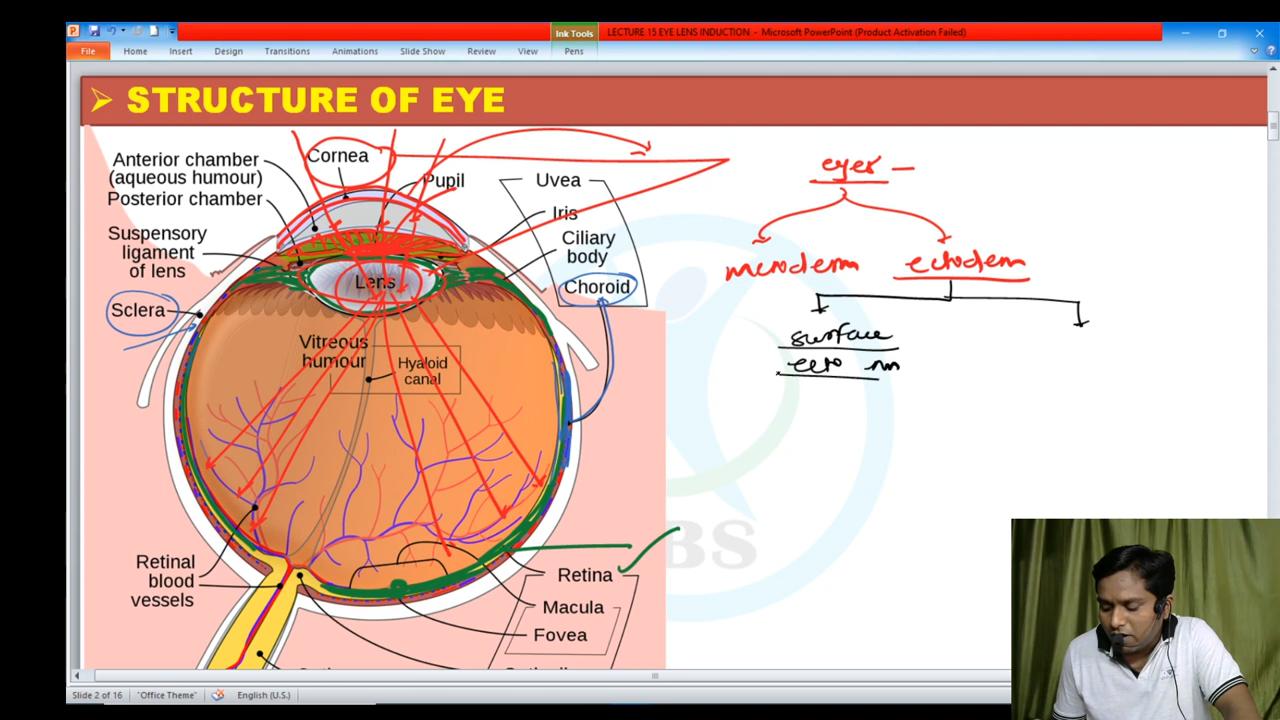 LECTURE 15 EYE LENS INDUCTION - Microsoft PowerPoint (Product Activation Failed)
Ink Tools
File Home Insert Design Transitions Animations Slide Show Review View Pens
STRUCTURE OF EYE
Cornea
Anterior chamber
(aqueous humour)
Posterior chamber
Pupil
Uvea
Iris
Suspensory
ligament
of lens
Ciliary
body
Lens
Choroid
Sclera
Vitreous
humour
Hyaloid
canal
Retinal
blood
vessels
Retina
Macula
Fovea
eyes -
mesoderm ectoderm
surface
ecto
BS
Slide 2 of 16 "Office Theme" English (U.S.)